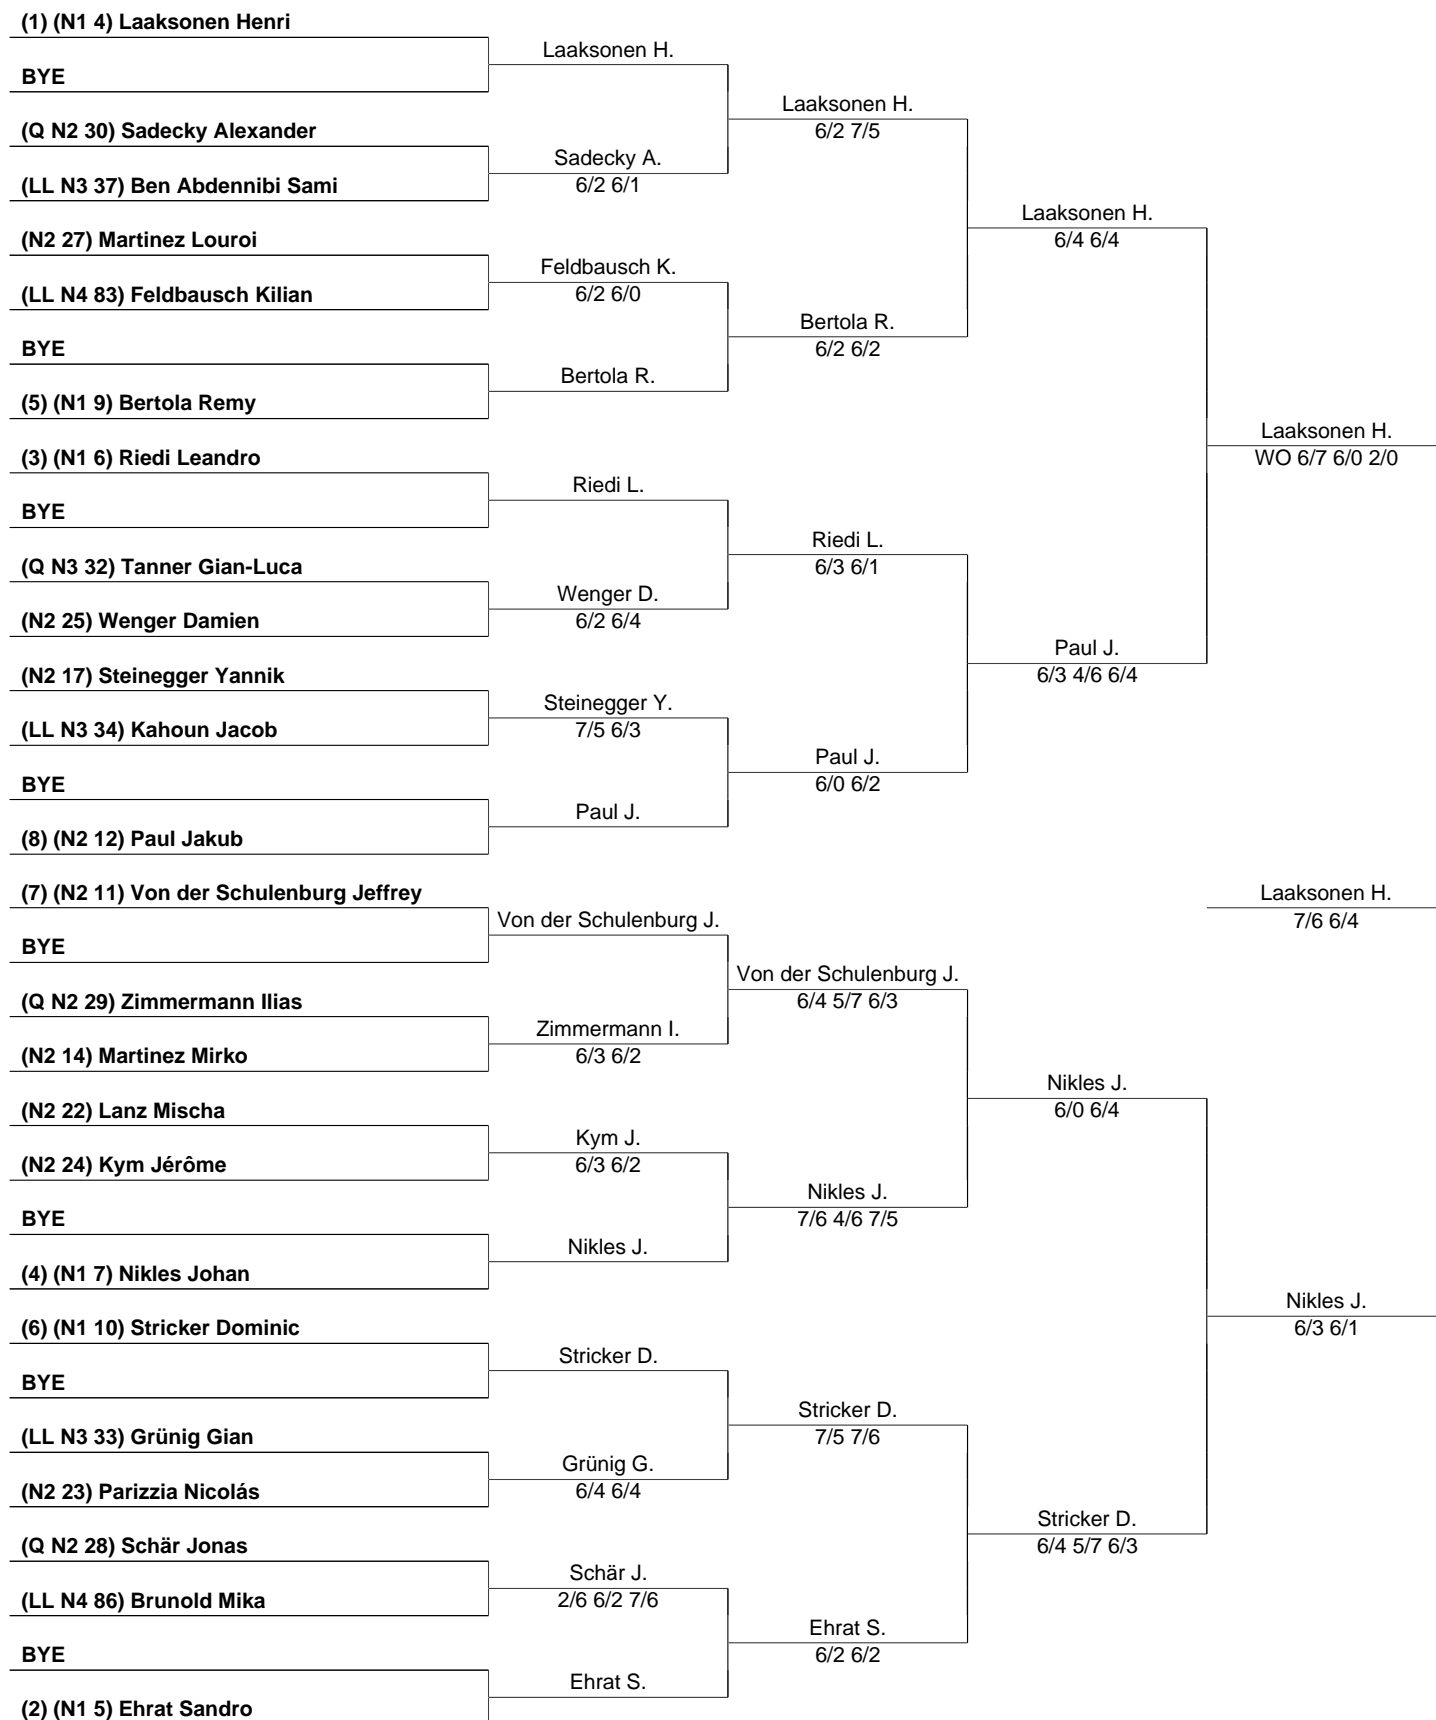 (1) (N1 4) Laaksonen Henri
Laaksonen H.
BYE
Laaksonen H.
6/2 7/5
(Q N2 30) Sadecky Alexander
Sadecky A.
6/2 6/1
(LL N3 37) Ben Abdennibi Sami
Laaksonen H.
6/4 6/4
(N2 27) Martinez Louroi
Feldbausch K.
6/2 6/0
(LL N4 83) Feldbausch Kilian
Bertola R.
6/2 6/2
BYE
Bertola R.
(5) (N1 9) Bertola Remy
Laaksonen H.
WO 6/7 6/0 2/0
(3) (N1 6) Riedi Leandro
Riedi L.
BYE
Riedi L.
6/3 6/1
(Q N3 32) Tanner Gian-Luca
Wenger D.
6/2 6/4
(N2 25) Wenger Damien
Paul J.
6/3 4/6 6/4
(N2 17) Steinegger Yannik
Steinegger Y.
7/5 6/3
(LL N3 34) Kahoun Jacob
Paul J.
6/0 6/2
BYE
Paul J.
(8) (N2 12) Paul Jakub
(7) (N2 11) Von der Schulenburg Jeffrey
Laaksonen H.
7/6 6/4
Von der Schulenburg J.
BYE
Von der Schulenburg J.
6/4 5/7 6/3
(Q N2 29) Zimmermann Ilias
Zimmermann I.
6/3 6/2
(N2 14) Martinez Mirko
Nikles J.
6/0 6/4
(N2 22) Lanz Mischa
Kym J.
6/3 6/2
(N2 24) Kym Jérôme
Nikles J.
7/6 4/6 7/5
BYE
Nikles J.
(4) (N1 7) Nikles Johan
Nikles J.
6/3 6/1
(6) (N1 10) Stricker Dominic
Stricker D.
BYE
Stricker D.
7/5 7/6
(LL N3 33) Grünig Gian
Grünig G.
6/4 6/4
(N2 23) Parizzia Nicolás
Stricker D.
6/4 5/7 6/3
(Q N2 28) Schär Jonas
Schär J.
2/6 6/2 7/6
(LL N4 86) Brunold Mika
Ehrat S.
6/2 6/2
BYE
Ehrat S.
(2) (N1 5) Ehrat Sandro